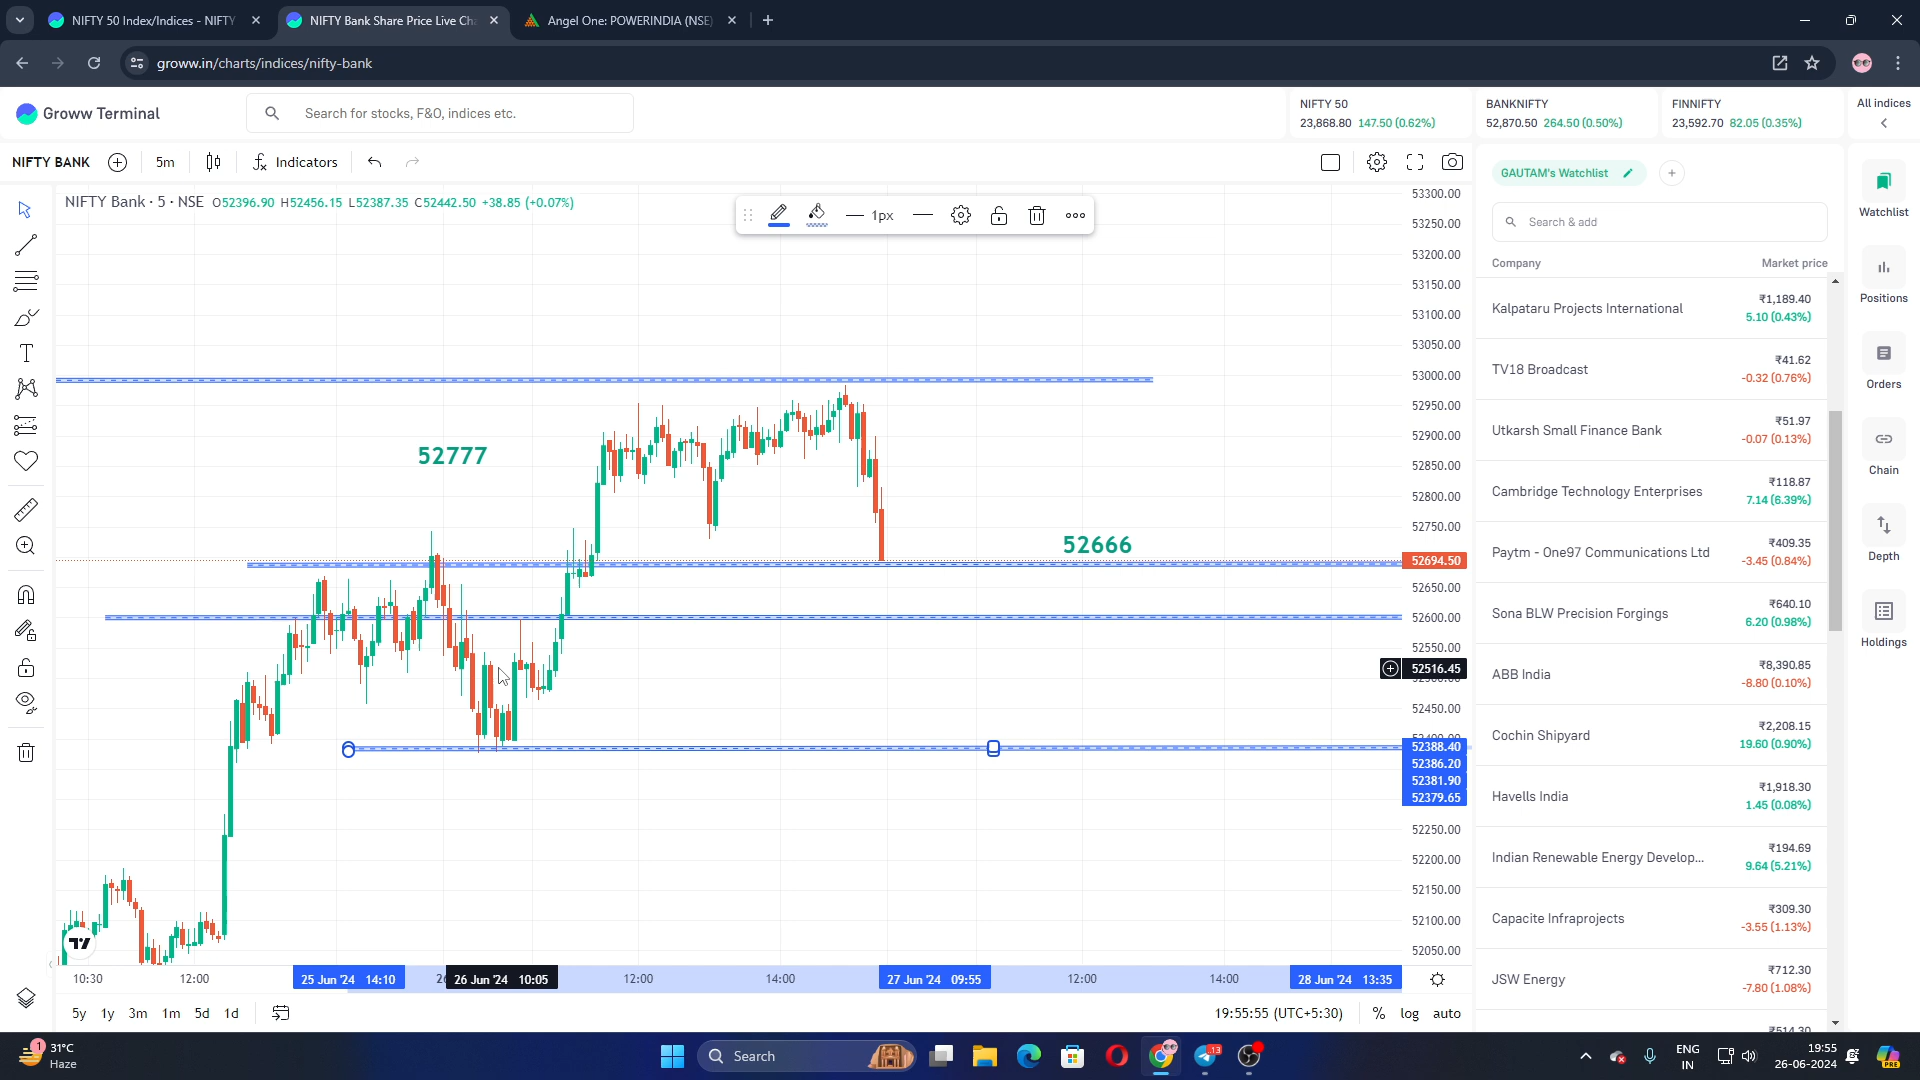 NIFTY 50 Index/Indices - NIFTY
NIFTY Bank Share Price Live Cha
Angel One: POWERINDIA (NSE)
groww.in/charts/indices/nifty-bank
Groww Terminal
Search for stocks, F&O, indices etc.
NIFTY 50
23,868.80 147.50 (0.62%)
BANKNIFTY
52,870.50 264.50 (0.50%)
FINNIFTY
23,592.70 82.05 (0.35%)
All indices
NIFTY BANK
5m
Indicators
NIFTY Bank · 5 · NSE O52396.90 H52456.15 L52387.35 C52442.50 +38.85 (+0.07%)
1px
53300.00
53250.00
53200.00
53150.00
53100.00
53050.00
53000.00
52950.00
52900.00
52850.00
52800.00
52750.00
52694.50
52650.00
52600.00
52550.00
52516.45
52450.00
52388.40
52386.20
52381.90
52379.65
52250.00
52200.00
52150.00
52100.00
52050.00
52777
52666
10:30
12:00
25 Jun '24 14:10
26 Jun '24 10:05
12:00
14:00
27 Jun '24 09:55
12:00
14:00
28 Jun '24 13:35
5y 1y 3m 1m 5d 1d
19:55:55 (UTC+5:30)
% log auto
GAUTAM's Watchlist
Search & add
Company Market price
Kalpataru Projects International
₹1,189.40
5.10 (0.43%)
TV18 Broadcast
₹41.62
-0.32 (0.76%)
Utkarsh Small Finance Bank
₹51.97
-0.07 (0.13%)
Cambridge Technology Enterprises
₹118.87
7.14 (6.39%)
Paytm - One97 Communications Ltd
₹409.35
-3.45 (0.84%)
Sona BLW Precision Forgings
₹640.10
6.20 (0.98%)
ABB India
₹8,390.85
-8.80 (0.10%)
Cochin Shipyard
₹2,208.15
19.60 (0.90%)
Havells India
₹1,918.30
1.45 (0.08%)
Indian Renewable Energy Develop...
₹194.69
9.64 (5.21%)
Capacite Infraprojects
₹309.30
-3.55 (1.13%)
JSW Energy
₹712.30
-7.80 (1.08%)
Watchlist
Positions
Orders
Chain
Depth
Holdings
1
31°C
Haze
Search
13
ENG
IN
19:55
26-06-2024
PRE